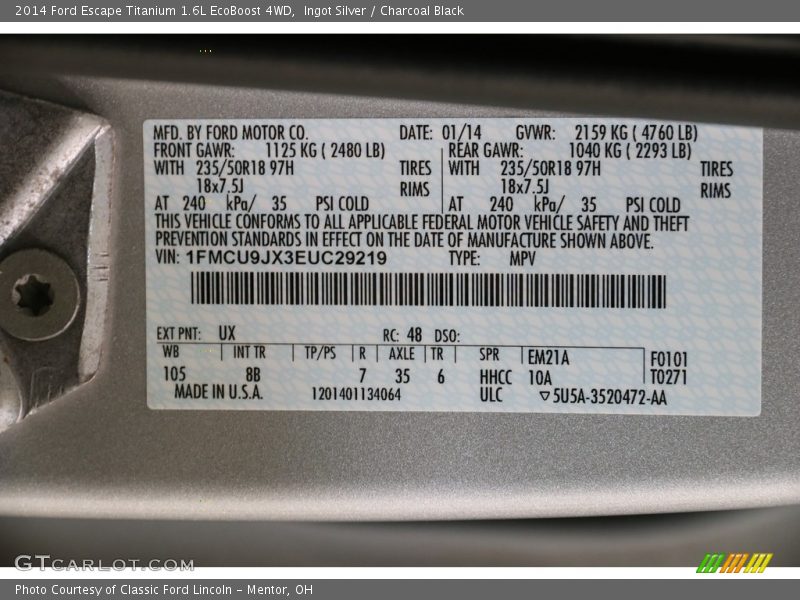 2014 Ford Escape Titanium 1.6L EcoBoost 4WD, Ingot Silver / Charcoal Black
MFD. BY FORD MOTOR CO. DATE: 01/14 GVWR: 2159 KG ( 4760 LB)
FRONT GAWR: 1125 KG ( 2480 LB) REAR GAWR: 1040 KG ( 2293 LB)
WITH 235/50R18 97H TIRES WITH 235/50R18 97H TIRES
18x7.5J RIMS 18x7.5J RIMS
AT 240 kPa/ 35 PSI COLD AT 240 kPa/ 35 PSI COLD
THIS VEHICLE CONFORMS TO ALL APPLICABLE FEDERAL MOTOR VEHICLE SAFETY AND THEFT
PREVENTION STANDARDS IN EFFECT ON THE DATE OF MANUFACTURE SHOWN ABOVE.
VIN: 1FMCU9JX3EUC29219 TYPE: MPV
EXT PNT: UX RC: 48 DSO:
WB INT TR TP/PS R AXLE TR SPR EM21A F0101
105 8B 7 35 6 HHCC 10A T0271
MADE IN U.S.A. 1201401134064 ULC ▽5U5A-3520472-AA
GTCARLOT.COM
Photo Courtesy of Classic Ford Lincoln - Mentor, OH